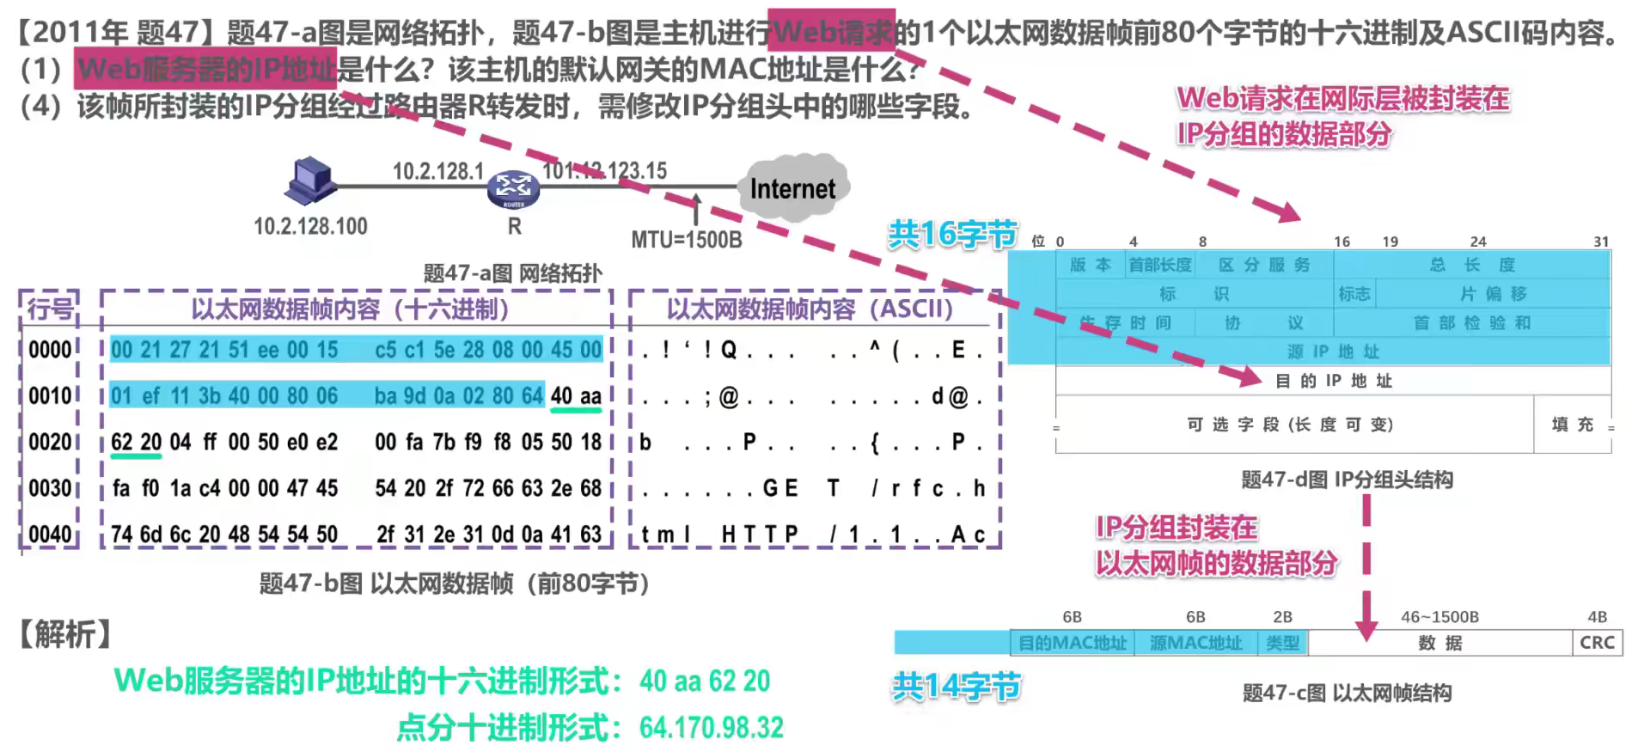 【2011年 题47】题47-a图是网络拓扑，题47-b图是主机进行Web请求的1个以太网数据帧前80个字节的十六进制及ASCII码内容。
（1）Web服务器的IP地址是什么？该主机的默认网关的MAC地址是什么？
（4）该帧所封装的IP分组经过路由器R转发时，需修改IP分组头中的哪些字段。
Web请求在网际层被封装在
IP分组的数据部分
10.2.128.1 101.12.123.15
Internet
router
10.2.128.100 R MTU=1500B
题47-a图 网络拓扑
行号 以太网数据帧内容（十六进制） 以太网数据帧内容（ASCII）
0000 00 21 27 21 51 ee 00 15 c5 c1 5e 28 08 00 45 00 . ! ' ! Q . . . . . ^ ( . . E .
0010 01 ef 11 3b 40 00 80 06 ba 9d 0a 02 80 64 40 aa . . . ; @ . . . . . . . . d @ .
0020 62 20 04 ff 00 50 e0 e2 00 fa 7b f9 f8 05 50 18 b . . . P . . . . { . . . P .
0030 fa f0 1a c4 00 00 47 45 54 20 2f 72 66 63 2e 68 . . . . . . G E T / r f c . h
0040 74 6d 6c 20 48 54 54 50 2f 31 2e 31 0d 0a 41 63 t m l H T T P / 1 . 1 . . A c
题47-b图 以太网数据帧（前80字节）
共16字节
位 0 4 8 16 19 24 31
版 本 首部长度 区 分 服 务 总 长 度
标 识 标志 片 偏 移
生 存 时 间 协 议 首 部 检 验 和
源 IP 地 址
目 的 IP 地 址
可 选 字 段 (长 度 可 变) 填 充
题47-d图 IP分组头结构
IP分组封装在
以太网帧的数据部分
6B 6B 2B 46~1500B 4B
目的MAC地址 源MAC地址 类型 数 据 CRC
共14字节
题47-c图 以太网帧结构
【解析】
Web服务器的IP地址的十六进制形式：40 aa 62 20
点分十进制形式：64.170.98.32